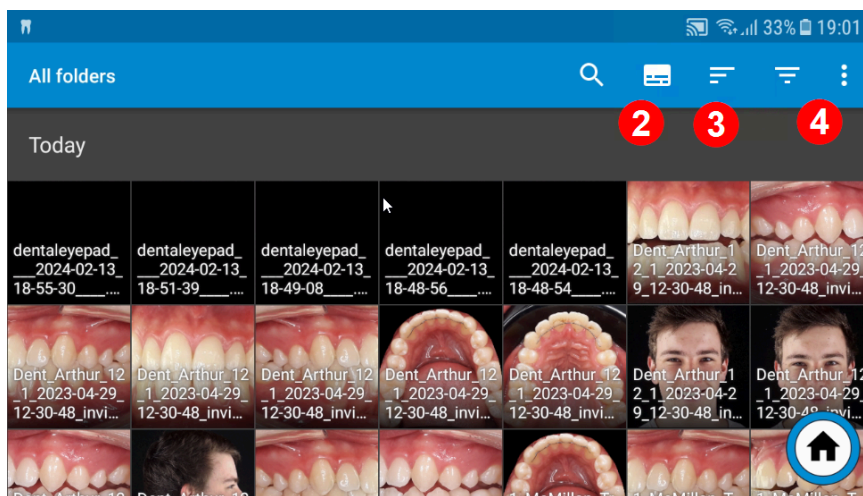 33% 19:01
All folders
2 3 4
Today
dentaleyepad_
___2024-02-13_
18-55-30____....
dentaleyepad_
___2024-02-13_
18-51-39____....
dentaleyepad_
___2024-02-13_
18-49-08____....
dentaleyepad_
___2024-02-13_
18-48-56____....
dentaleyepad_
___2024-02-13_
18-48-54____....
Dent_Arthur_1
2_1_2023-04-2
9_12-30-48_in...
Dent_Arthur_12
_1_2023-04-29_
12-30-48_invi...
Dent_Arthur_12
_1_2023-04-29_
12-30-48_invi...
Dent_Arthur_12
_1_2023-04-29_
12-30-48_invi...
Dent_Arthur_12
_1_2023-04-29_
12-30-48_invi...
Dent_Arthur_12
_1_2023-04-29_
12-30-48_invi...
Dent_Arthur_12
_1_2023-04-29_
12-30-48_invi...
Dent_Arthur_1
2_1_2023-04-2
9_12-30-48_in...
Dent_Arthur_12
_1_2023-04-29_
12-30-48_invi...